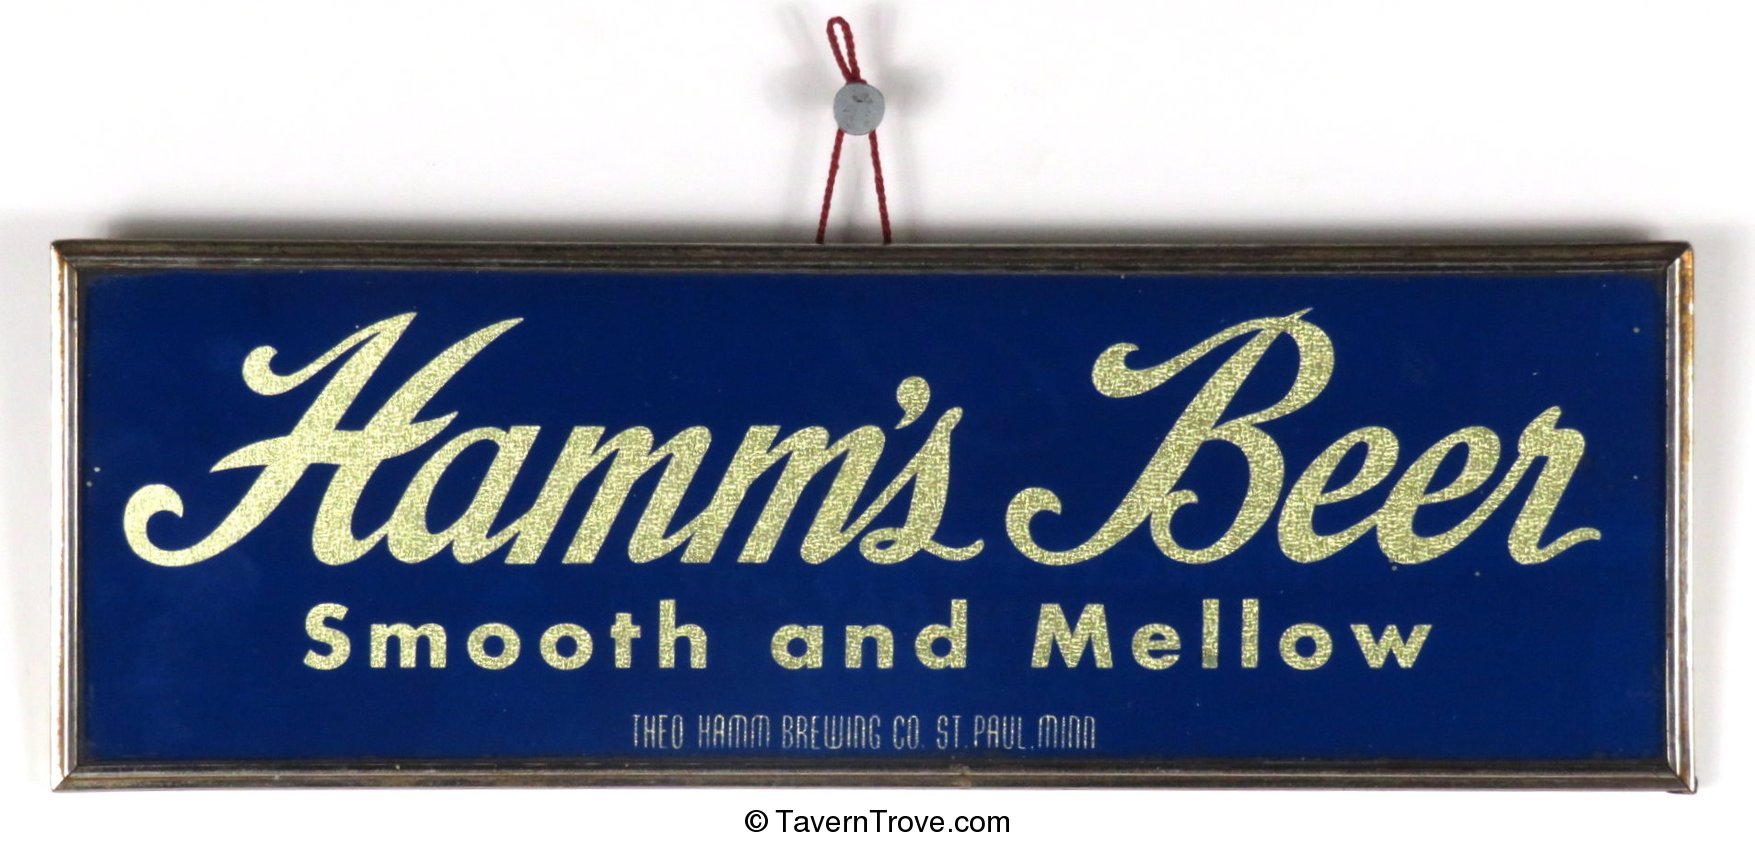 Hamm's Beer
Smooth and Mellow
THEO HAMM BREWING CO. ST. PAUL, MINN
© TavernTrove.com